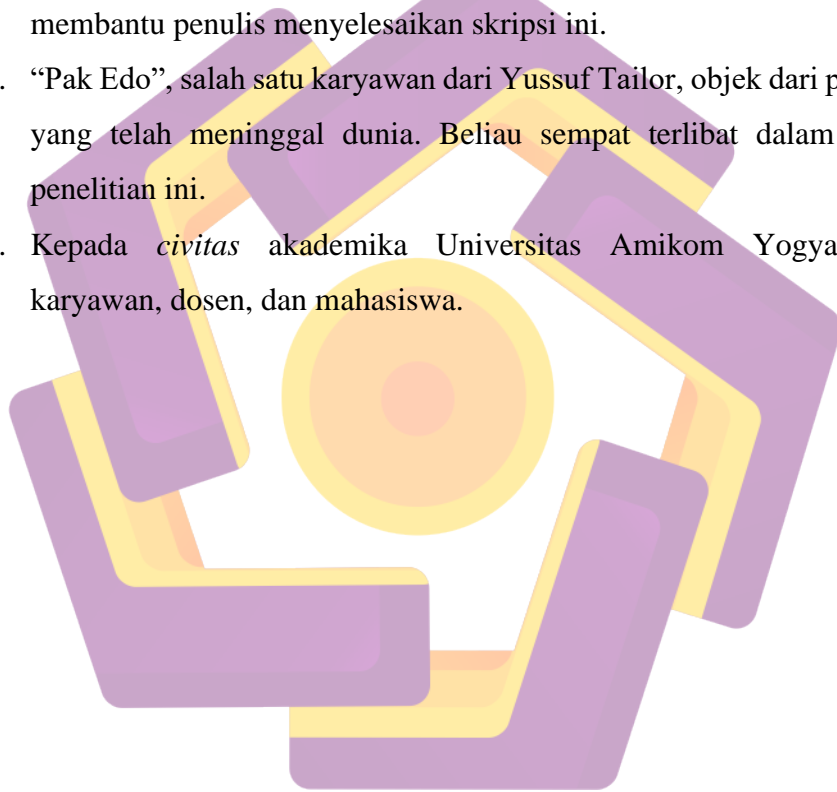 membantu penulis menyelesaikan skripsi ini.
. “Pak Edo”, salah satu karyawan dari Yussuf Tailor, objek dari
yang telah meninggal dunia. Beliau sempat terlibat dalam
penelitian ini.
. Kepada civitas akademika Universitas Amikom
karyawan, dosen, dan mahasiswa.